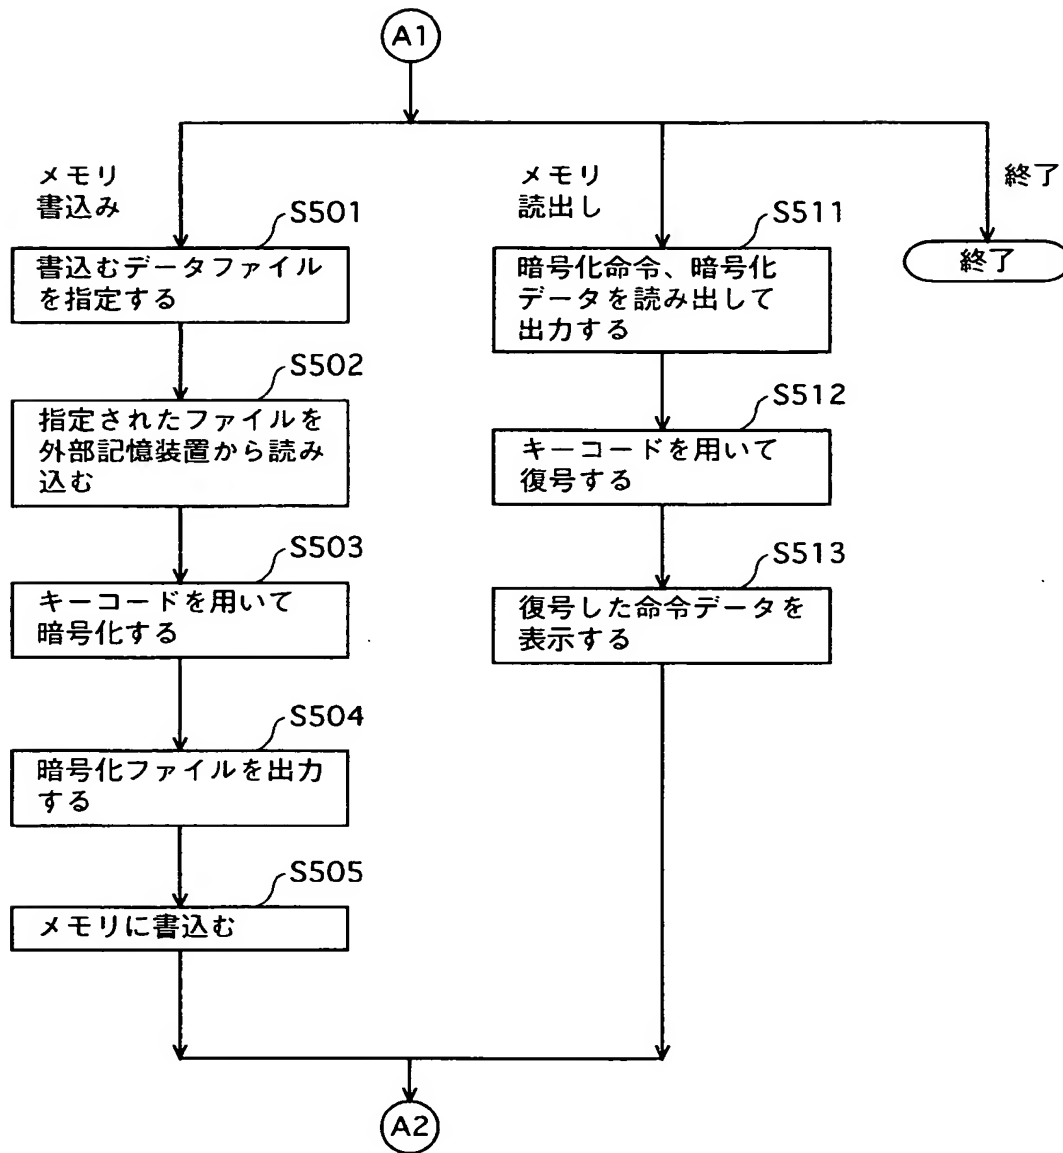 A1
メモリ
書込み
S501
書込むデータファイル
を指定する
S502
指定されたファイルを
外部記憶装置から読み
込む
S503
キーコードを用いて
暗号化する
S504
暗号化ファイルを出力
する
S505
メモリに書込む
メモリ
読出し
S511
暗号化命令、暗号化
データを読み出して
出力する
S512
キーコードを用いて
復号する
S513
復号した命令データを
表示する
終了
終了
A2